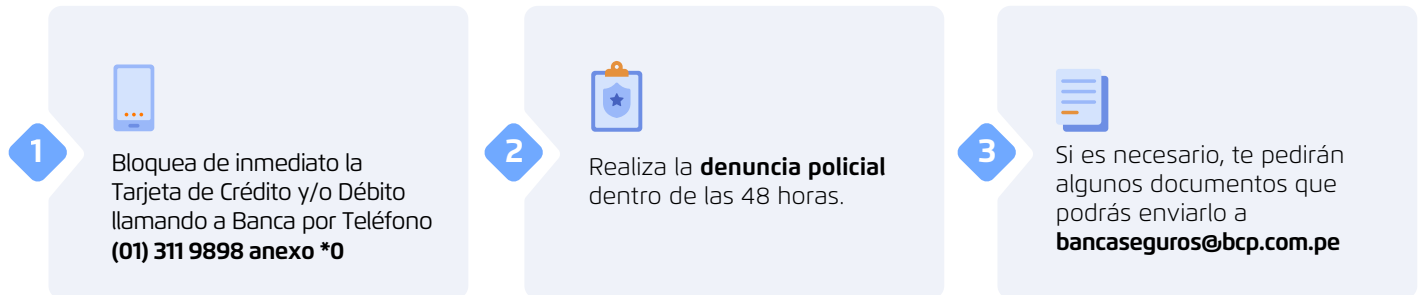 1
Bloquea de inmediato la
Tarjeta de Crédito y/o Débito
llamando a Banca por Teléfono
(01) 311 9898 anexo *0
2
Realiza la denuncia policial
dentro de las 48 horas.
3
Si es necesario, te pedirán
algunos documentos que
podrás enviarlo a
bancaseguros@bcp.com.pe